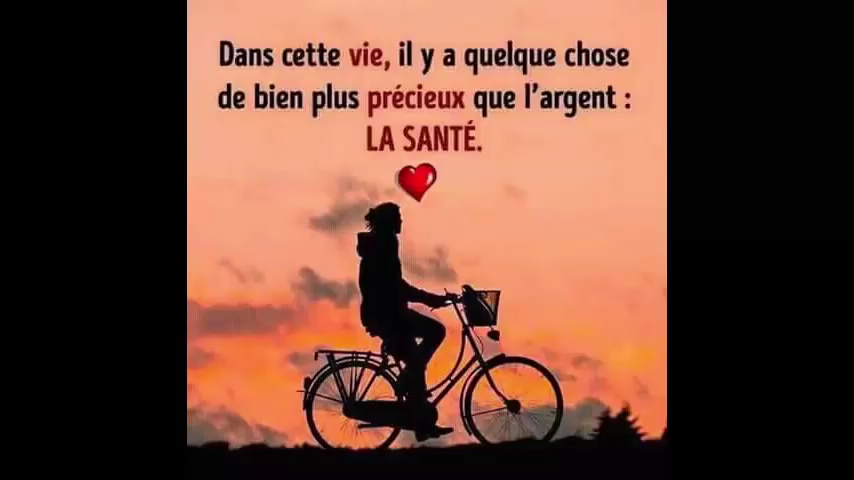 Dans cette vie, il y a quelque chose
de bien plus précieux que l'argent :
LA SANTÉ.